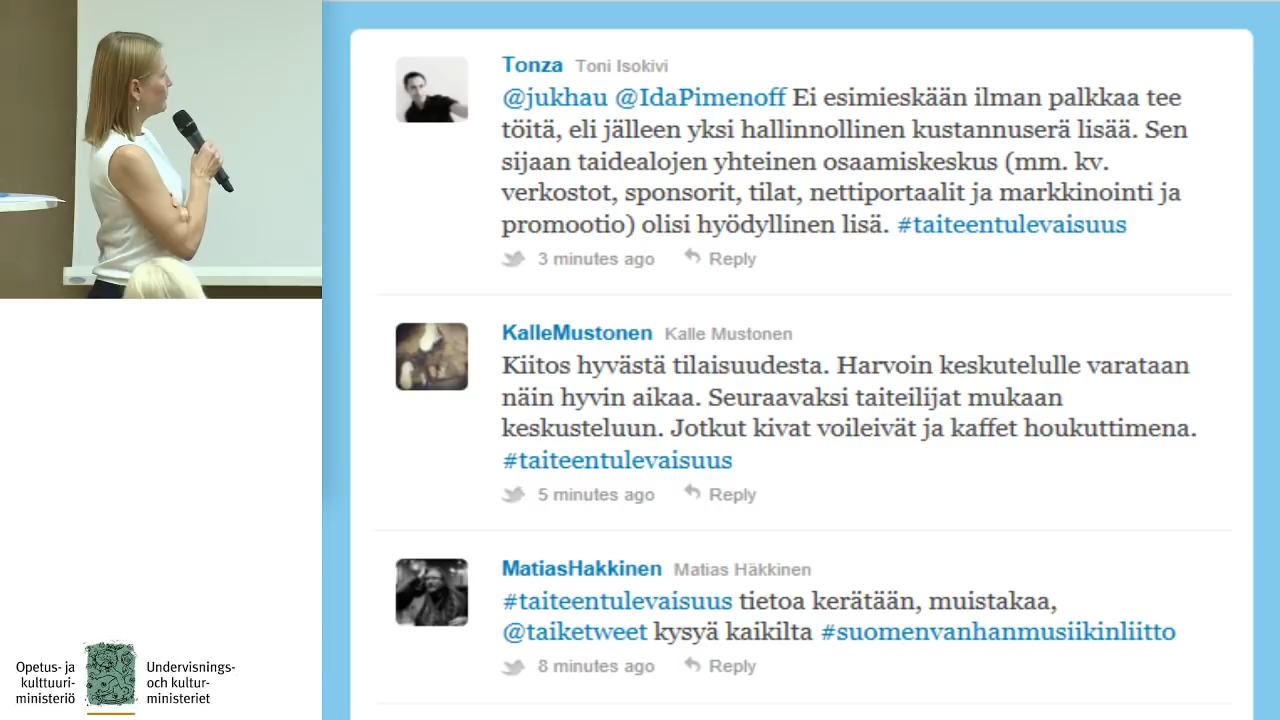 Tonza Toni Isokivi
@jukhau @IdaPimenoff Ei esimieskään ilman palkkaa tee
töitä, eli jälleen yksi hallinnollinen kustannuserä lisää. Sen
sijaan taidealojen yhteinen osaamiskeskus (mm. kv.
verkostot, sponsorit, tilat, nettiportaalit ja markkinointi ja
promootio) olisi hyödyllinen lisä. #taiteentulevaisuus
3 minutes ago Reply
KalleMustonen Kalle Mustonen
Kiitos hyvästä tilaisuudesta. Harvoin keskutelulle varataan
näin hyvin aikaa. Seuraavaksi taiteilijat mukaan
keskusteluun. Jotkut kivat voileivät ja kaffet houkuttimena.
#taiteentulevaisuus
5 minutes ago Reply
MatiasHakkinen Matias Häkkinen
#taiteentulevaisuus tietoa kerätään, muistakaa,
@taiketweet kysyä kaikilta #suomenvanhanmusiikinliitto
8 minutes ago Reply
Opetus- ja
kulttuuri-
ministeriö
Undervisnings-
och kultur-
ministeriet